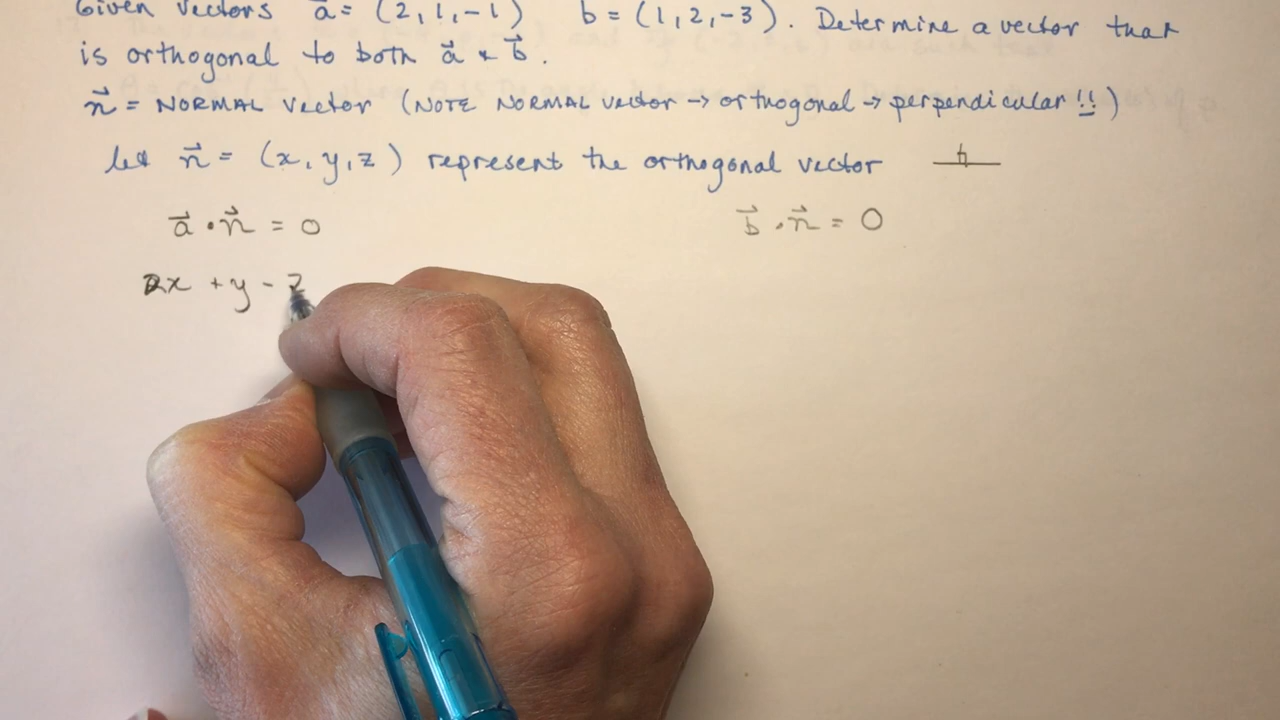 Given vectors a⃗ = (2,1,-1) b = (1,2,-3). Determine a vector that
is orthogonal to both a⃗ & b⃗.
n⃗ = NORMAL vector (NOTE NORMAL vector → orthogonal → perpendicular!!)
let n⃗ = (x,y,z) represent the orthogonal vector
a⃗ · n⃗ = 0 b⃗ · n⃗ = 0
2x + y - z